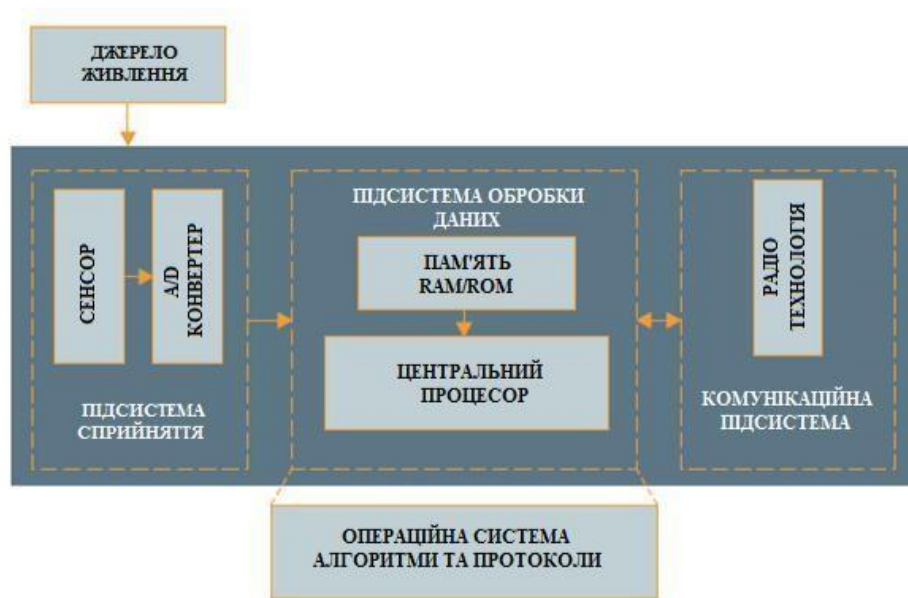 ДЖЕРЕЛО
ЖИВЛЕННЯ
СЕНСОР
A/D
КОНВЕРТЕР
ПІДСИСТЕМА
СПРИЙНЯТТЯ
ПІДСИСТЕМА ОБРОБКИ
ДАНИХ
ПАМ'ЯТЬ
RAM/ROM
ЦЕНТРАЛЬНИЙ
ПРОЦЕСОР
РАДІО
ТЕХНОЛОГІЯ
КОМУНІКАЦІЙНА
ПІДСИСТЕМА
ОПЕРАЦІЙНА СИСТЕМА
АЛГОРИТМИ ТА ПРОТОКОЛИ